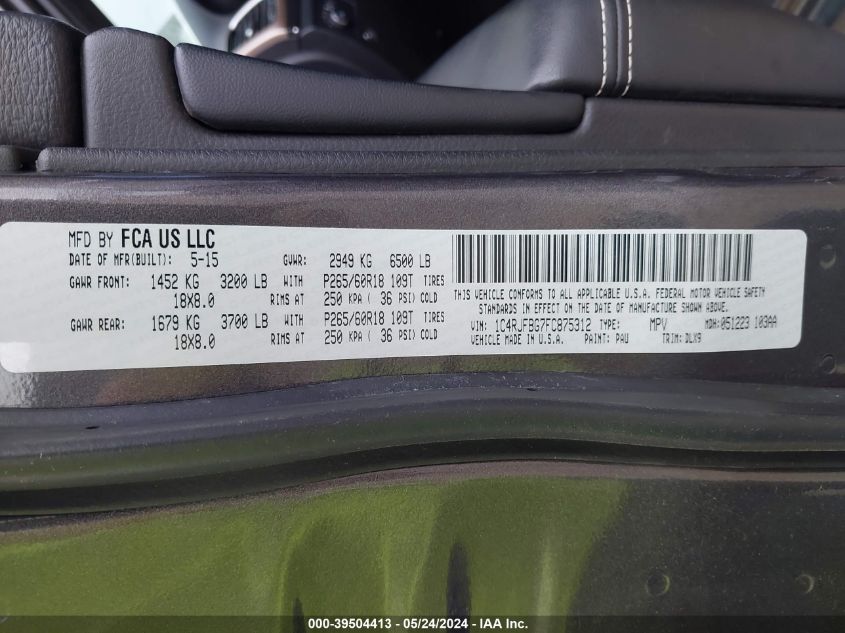 MFD BY FCA US LLC
DATE OF MFR(BUILT): 5-15 GVWR: 2949 KG 6500 LB
GAWR FRONT: 1452 KG 3200 LB WITH P265/60R18 109T TIRES
18X8.0 RIMS AT 250 KPA ( 36 PSI) COLD
GAWR REAR: 1679 KG 3700 LB WITH P265/60R18 109T TIRES
18X8.0 RIMS AT 250 KPA ( 36 PSI) COLD
THIS VEHICLE CONFORMS TO ALL APPLICABLE U.S.A. FEDERAL MOTOR VEHICLE SAFETY
STANDARDS IN EFFECT ON THE DATE OF MANUFACTURE SHOWN ABOVE.
VIN: 1C4RJFBG7FC875312 TYPE: MPV MDH: 051223 103AA
VEHICLE MADE IN U.S.A. PAINT: PAU TRIM: DLX9
000-39504413 - 05/24/2024 - IAA Inc.